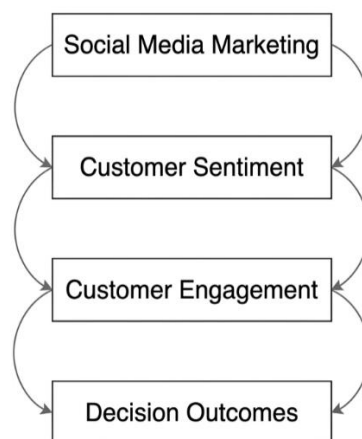 Social Media Marketing
Customer Sentiment
Customer Engagement
Decision Outcomes